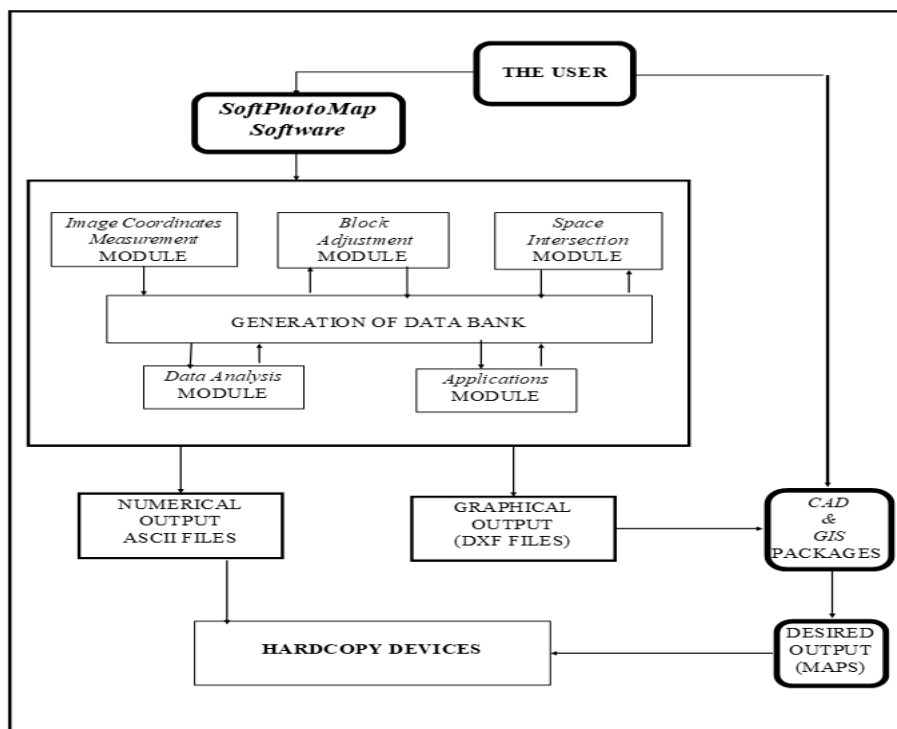 THE USER
SoftPhotoMap
Software
Image Coordinates
Measurement
MODULE
Block
Adjustment
MODULE
Space
Intersection
MODULE
GENERATION OF DATA BANK
Data Analysis
MODULE
Applications
MODULE
NUMERICAL
OUTPUT
ASCII FILES
GRAPHICAL
OUTPUT
(DXF FILES)
CAD
&
GIS
PACKAGES
HARDCOPY DEVICES
DESIRED
OUTPUT
(MAPS)